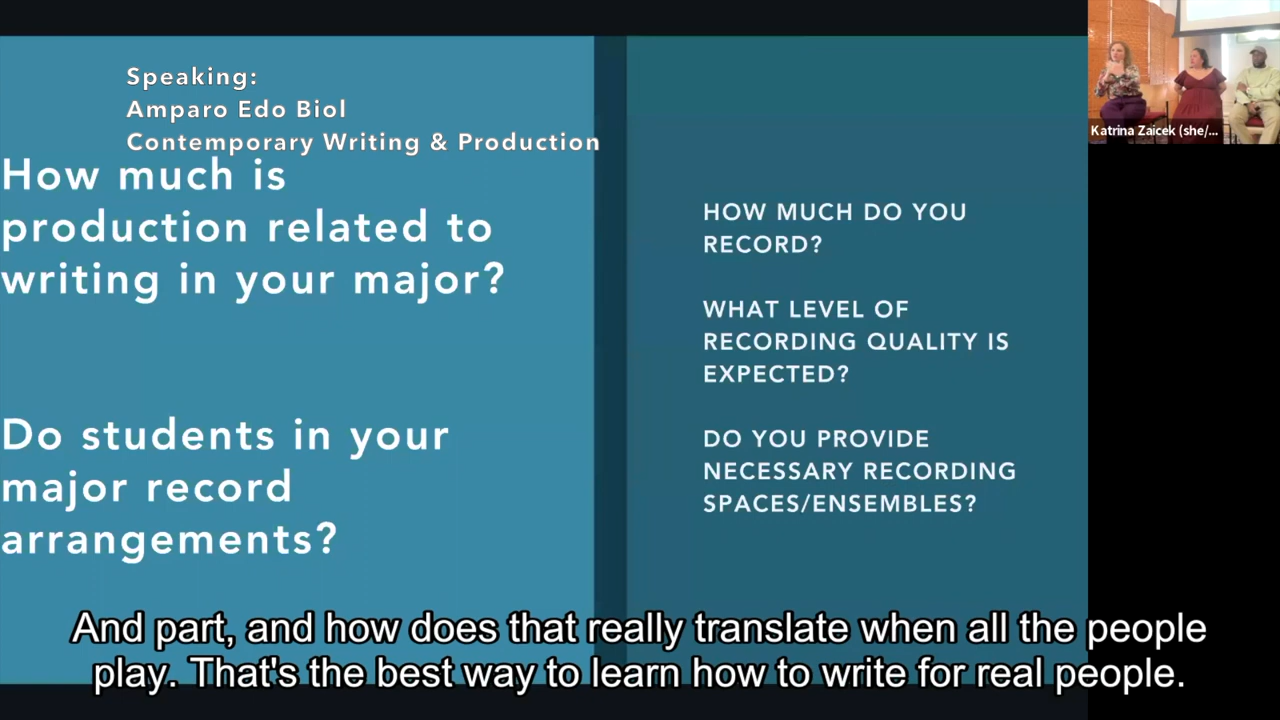 Speaking:
Amparo Edo Biol
Contemporary Writing & Production
How much is
production related to
writing in your major?
Do students in your
major record
arrangements?
HOW MUCH DO YOU
RECORD?
WHAT LEVEL OF
RECORDING QUALITY IS
EXPECTED?
DO YOU PROVIDE
NECESSARY RECORDING
SPACES/ENSEMBLES?
Katrina Zaicek (she/...
And part, and how does that really translate when all the people
play. That's the best way to learn how to write for real people.